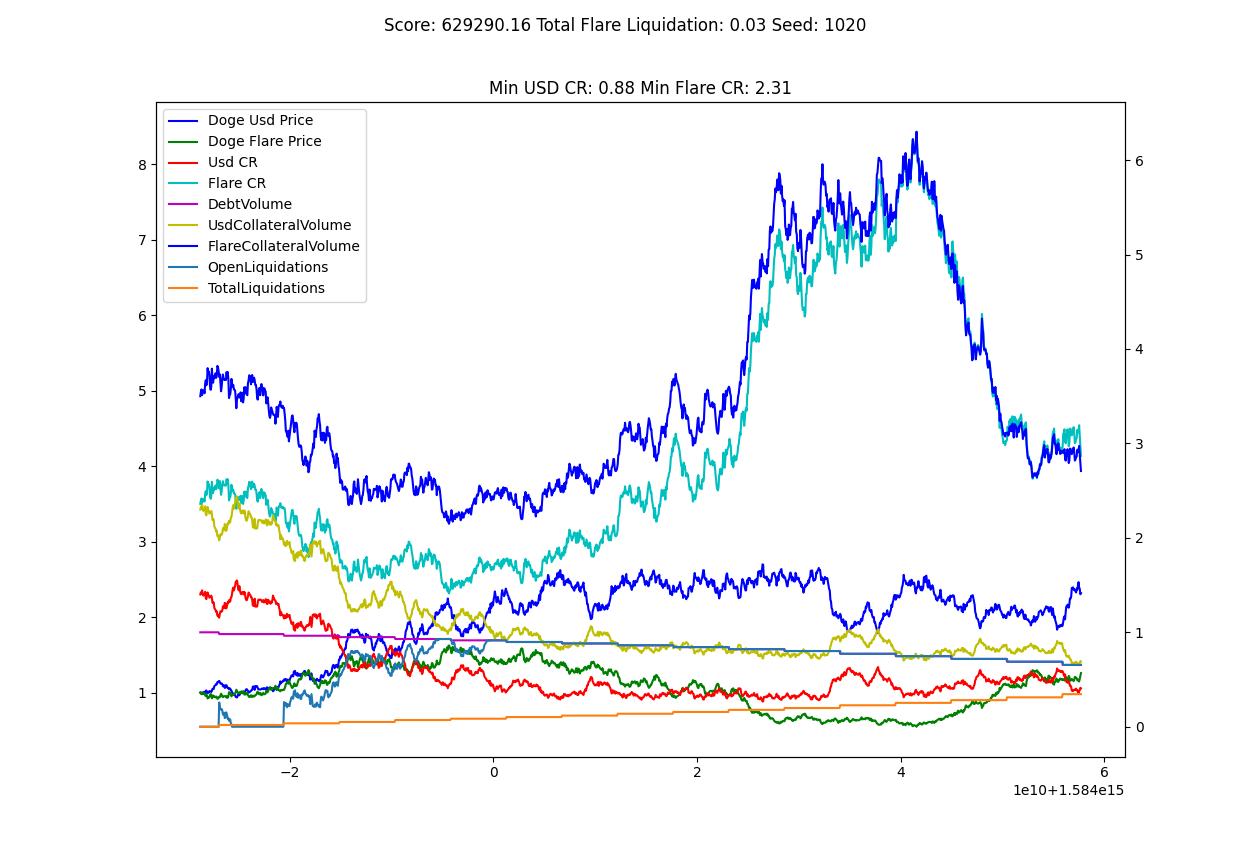 Score: 629290.16 Total Flare Liquidation: 0.03 Seed: 1020
Min USD CR: 0.88 Min Flare CR: 2.31
Doge Usd Price
Doge Flare Price
Usd CR
Flare CR
DebtVolume
UsdCollateralVolume
FlareCollateralVolume
OpenLiquidations
TotalLiquidations
8
7
6
5
4
3
2
1
6
5
4
3
2
1
0
−2
0
2
4
6
1e10+1.584e15